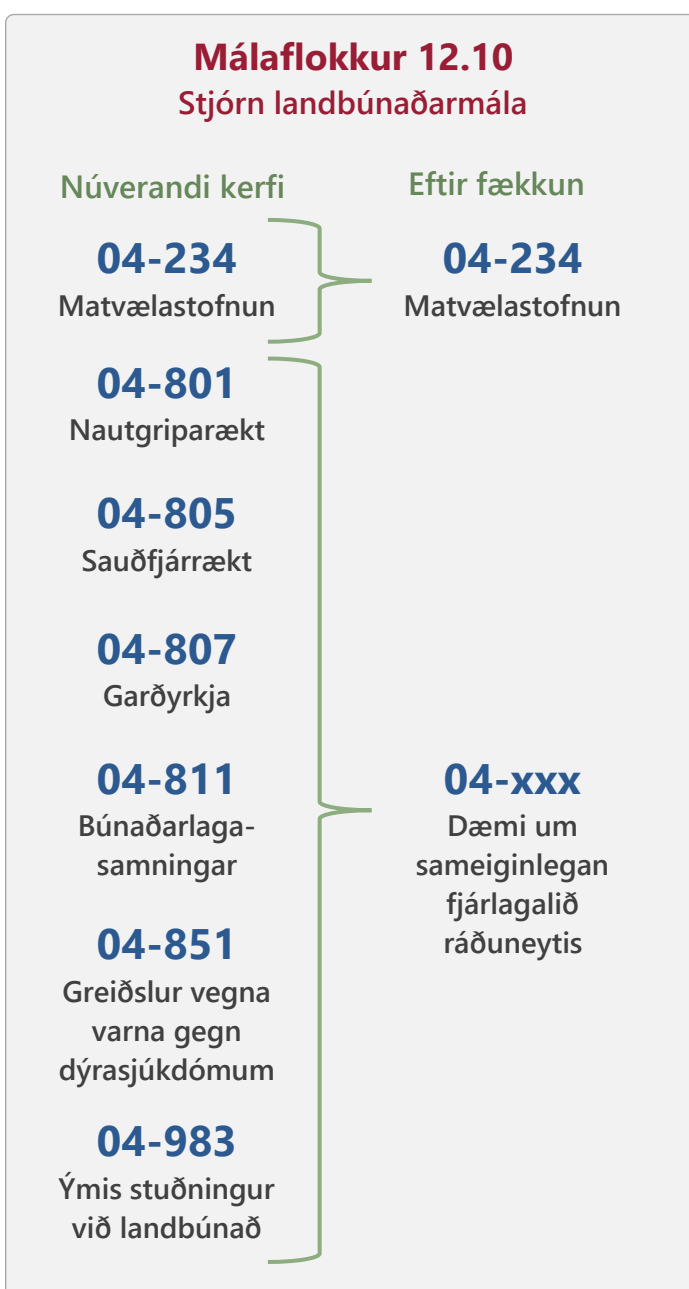 Málaflokkur 12.10
Stjórn landbúnaðarmála
Núverandi kerfi
04-234
Matvælastofnun
04-801
Nautgriparækt
04-805
Sauðfjárrækt
04-807
Garðyrkja
04-811
Búnaðarlaga-
samningar
04-851
Greiðslur vegna
varna gegn
dýrasjúkdómum
04-983
Ýmis stuðningur
við landbúnað
Eftir fækkun
04-234
Matvælastofnun
04-xxx
Dæmi um
sameiginlegan
fjárlagalið
ráðuneytis